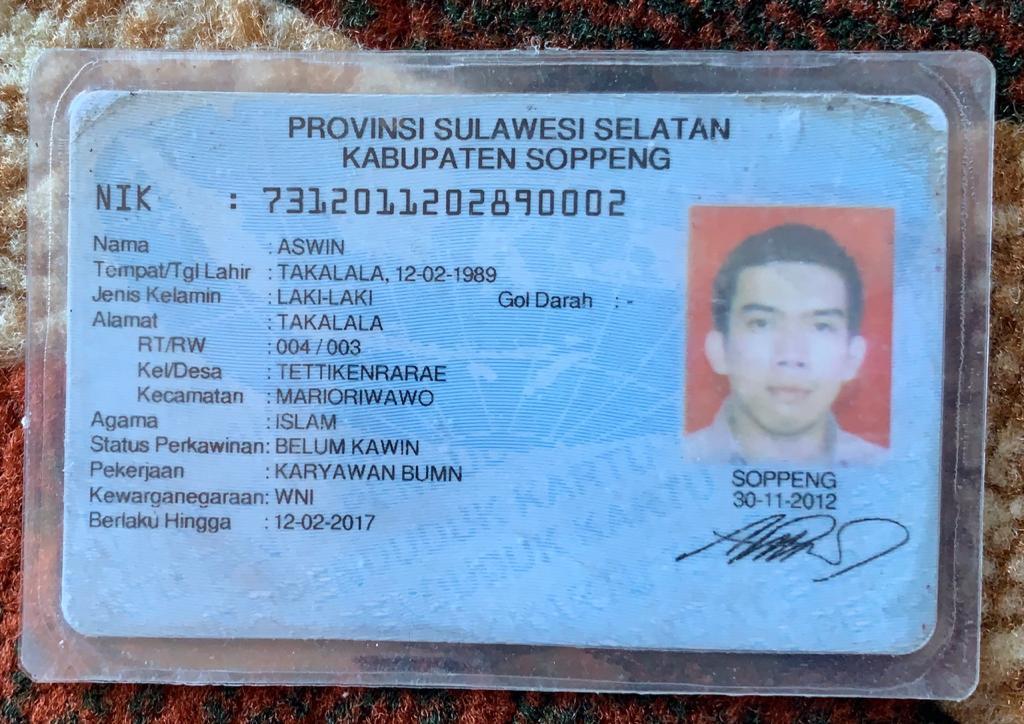 PROVINSI SULAWESI SELATAN
KABUPATEN SOPPENG
NIK : 7312011202890002
Nama : ASWIN
Tempat/Tgl Lahir : TAKALALA, 12-02-1989
Jenis Kelamin : LAKI-LAKI Gol Darah : -
Alamat : TAKALALA
RT/RW : 004 / 003
Kel/Desa : TETTIKENRARAE
Kecamatan : MARIORIWAWO
Agama : ISLAM
Status Perkawinan: BELUM KAWIN
Pekerjaan : KARYAWAN BUMN
Kewarganegaraan: WNI
Berlaku Hingga : 12-02-2017
SOPPENG
30-11-2012